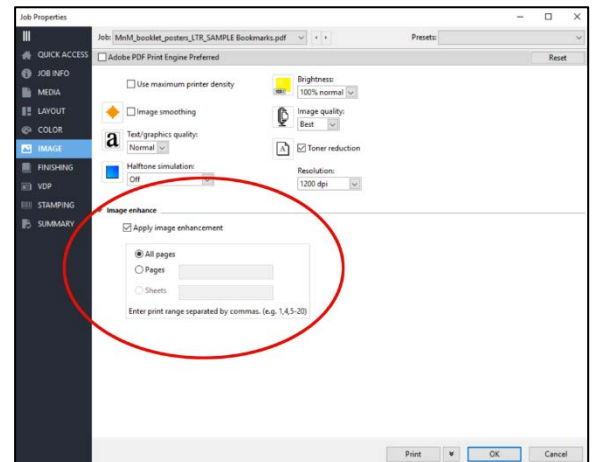 Job Properties
Job: MnM_booklet_posters_LTR_SAMPLE Bookmarks.pdf Presets:
QUICK ACCESS
JOB INFO
MEDIA
LAYOUT
COLOR
IMAGE
FINISHING
VDP
STAMPING
SUMMARY
Adobe PDF Print Engine Preferred Reset
Use maximum printer density
Brightness:
100% normal
Image smoothing
Image quality:
Best
Text/graphics quality:
Normal
Toner reduction
Halftone simulation:
Off
Resolution:
1200 dpi
Image enhance
Apply image enhancement
All pages
Pages
Sheets
Enter print range separated by commas. (e.g. 1,4,5-20)
Print OK Cancel